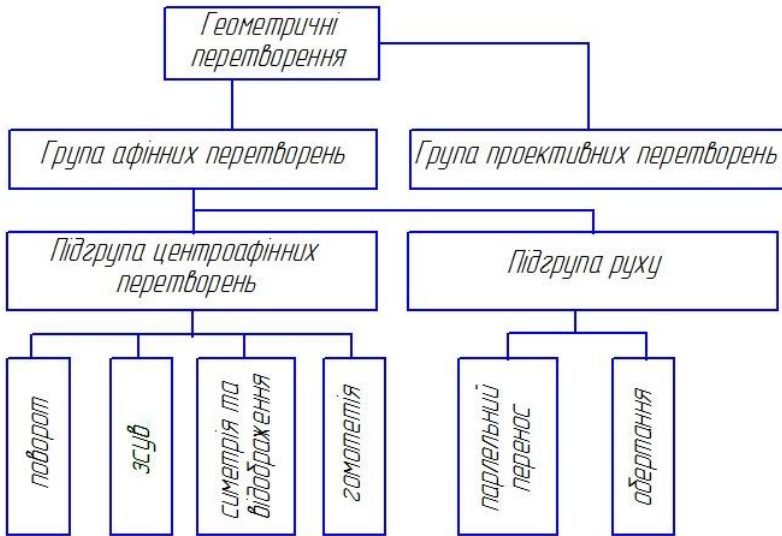 Геометричні
перетворення
Група афінних перетворень
Група проективних перетворень
Підгрупа центроафінних
перетворень
Підгрупа руху
поворот
зсув
симетрія та
відображення
гомотетія
парлельний
перенос
обертання